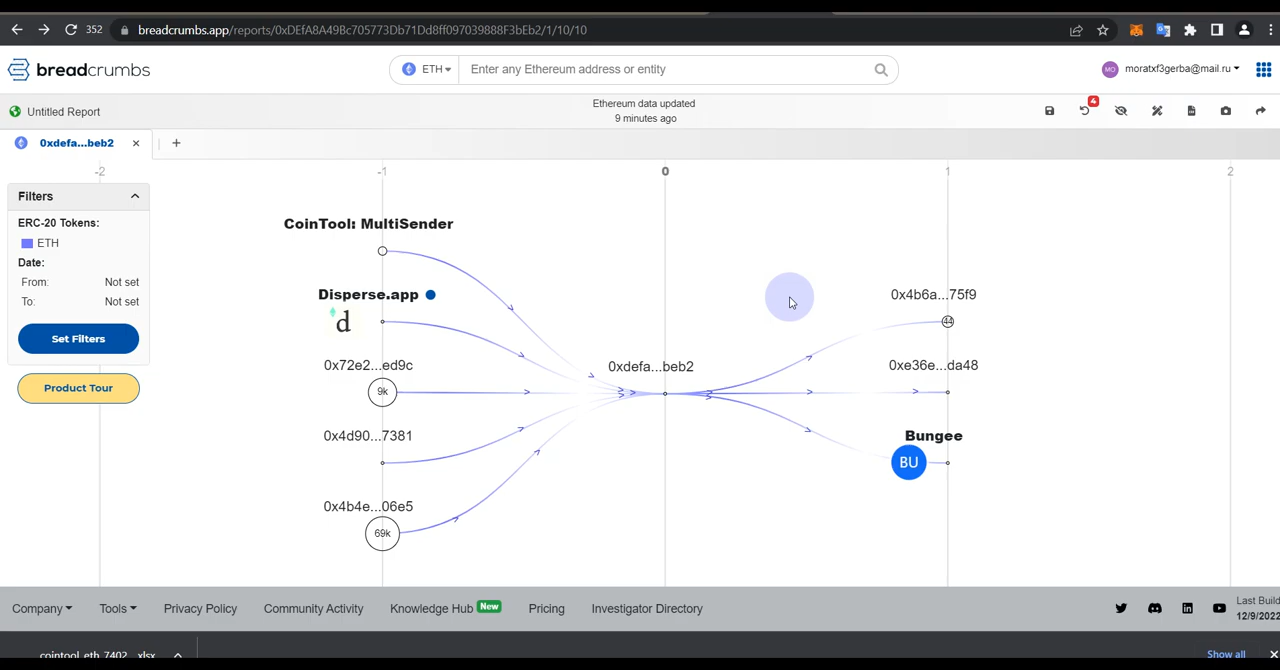 352
breadcrumbs.app/reports/0xDEfA8A49Bc705773Db71Dd8ff097039888F3bEb2/1/10/10
breadcrumbs
ETH
Enter any Ethereum address or entity
MO
moratxf3gerba@mail.ru
Untitled Report
Ethereum data updated
9 minutes ago
4
0xdefa...beb2
-2
-1
0
1
2
Filters
ERC-20 Tokens:
ETH
Date:
From:
Not set
To:
Not set
Set Filters
Product Tour
CoinTool: MultiSender
Disperse.app
d
0x72e2...ed9c
9k
0x4d90...7381
0x4b4e...06e5
69k
0xdefa...beb2
0x4b6a...75f9
44
0xe36e...da48
Bungee
BU
Company
Tools
Privacy Policy
Community Activity
Knowledge Hub New
Pricing
Investigator Directory
Last Build
12/9/2022
cointool_eth_7402_.xlsx
Show all